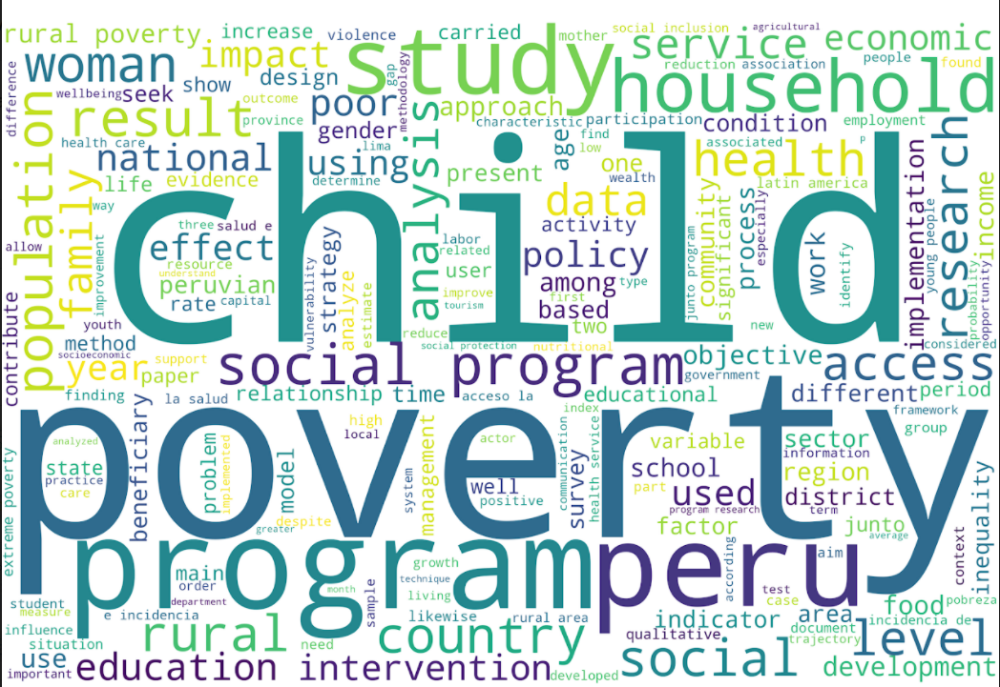 rural poverty
increase
violence
carried
mother
social inclusion
agricultural
woman
impact
study
service
economic
people
found
difference
wellbeing
seek
show
design
gap
methodology
reduction
association
household
population
result
outcome
province
poor
gender
approach
characteristic
participation
condition
employment
health care
national
lima
using
analysis
find
low
age
one
wealth
associated
health
p
research
family
life
evidence
determine
present
data
latin america
implementation
income
way
child
three
salud e
effect
resource
understand
labor
related
user
activity
policy
community
significant
process
especially
work
identify
young people
allow
improvement
peruvian
rate
capital
vulnerability
strategy
analyze
estimate
improve
tourism
among
type
first
based
two
junto program
probability
opportunity
contribute
youth
method
socioeconomic
reduce
social protection
nutritional
new
considered
year
support
paper
social program
objective
government
access
finding
la salud
relationship
time
acceso la
educational
different
period
framework
group
poverty
extreme poverty
analyzed
state
practice
care
beneficiary
problem
implemented
model
high
local
despite
greater
system
management
actor
well
positive
index
communication
survey
health service
variable
school
part
used
program research
factor
sector
information
region
district
term
junto
average
inequality
context
program
peru
main
order
department
month
sample
growth
technique
living
according
test
case
aim
student
measure
e incidencia
likewise
rural area
indicator
area
food
pobreza
incidencia de
influence
situation
rural
need
country
qualitative
document
trajectory
level
use
important
education
intervention
developed
social
development